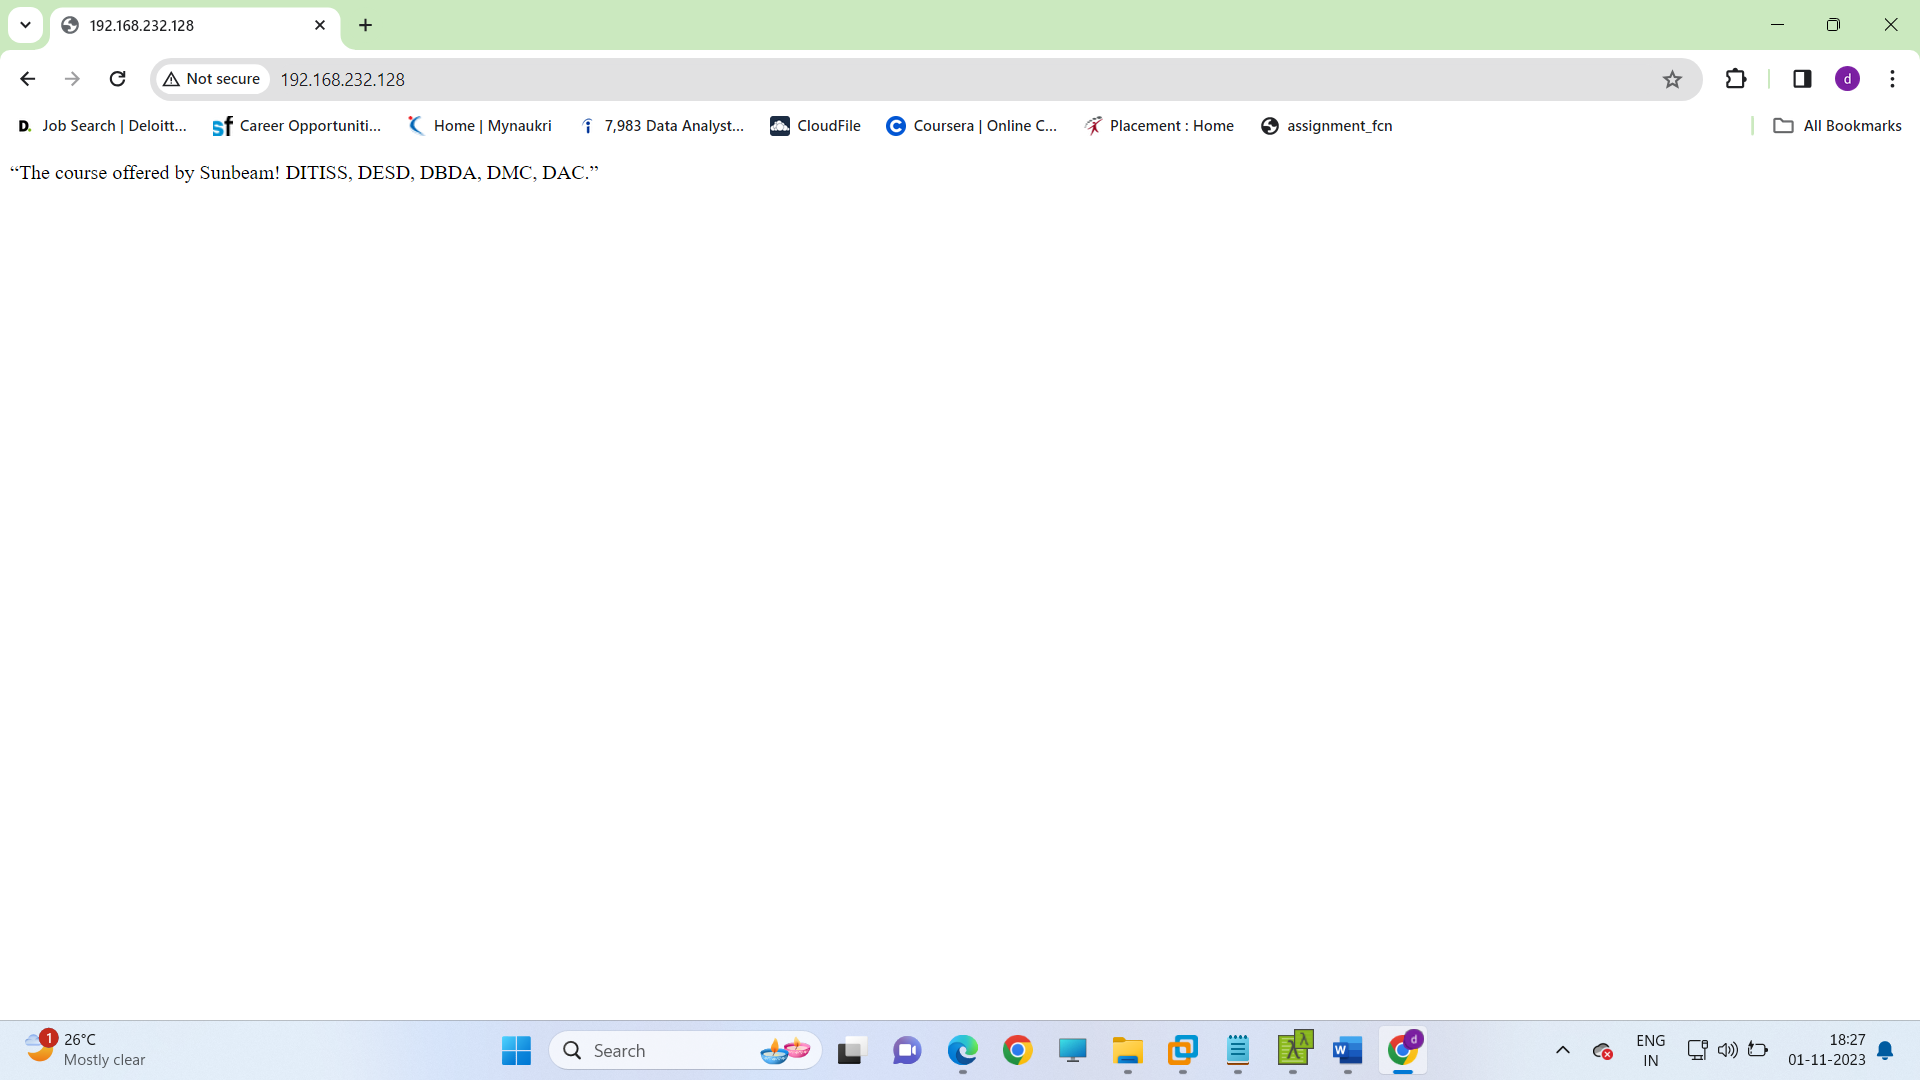 192.168.232.128
Not secure 192.168.232.128 d
D. Job Search | Deloitt... sf Career Opportuniti... Home | Mynaukri 7,983 Data Analyst... CloudFile Coursera | Online C... Placement : Home assignment_fcn All Bookmarks
“The course offered by Sunbeam! DITISS, DESD, DBDA, DMC, DAC.”
1 26°C
Mostly clear
Search
ENG
IN
18:27
01-11-2023